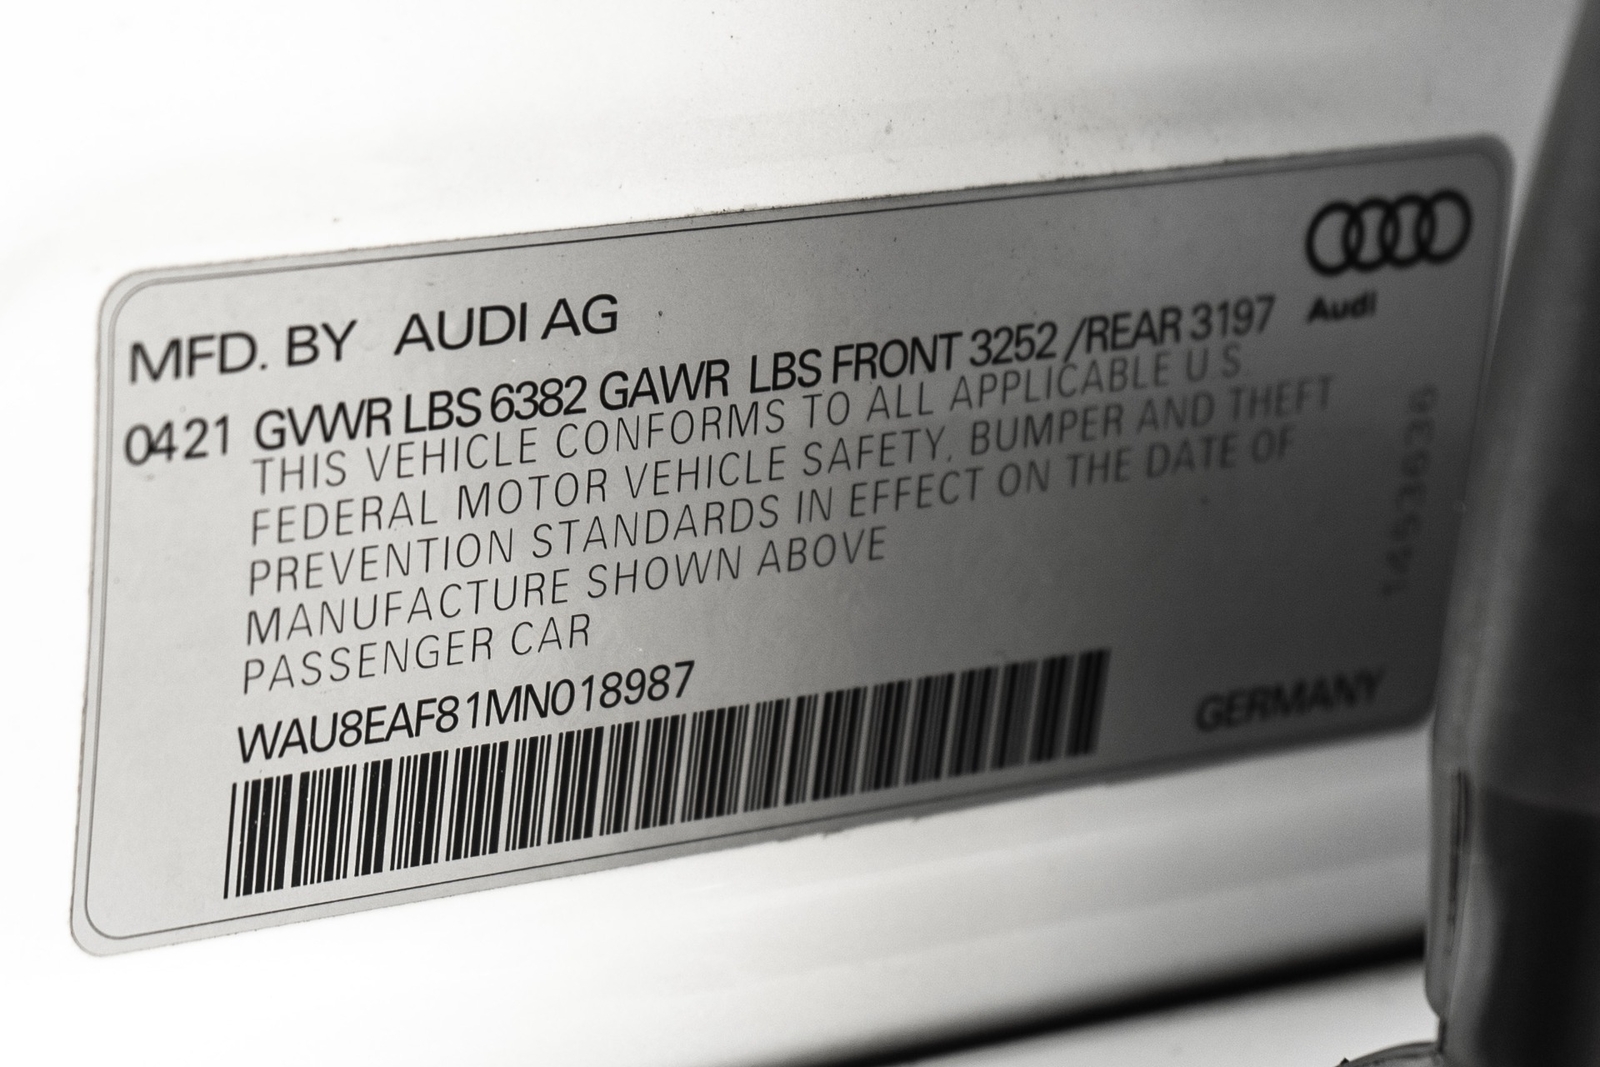 MFD. BY AUDI AG
0421 GVWR LBS 6382 GAWR LBS FRONT 3252 /REAR 3197
THIS VEHICLE CONFORMS TO ALL APPLICABLE U S
FEDERAL MOTOR VEHICLE SAFETY, BUMPER AND THEFT
PREVENTION STANDARDS IN EFFECT ON THE DATE OF
MANUFACTURE SHOWN ABOVE
PASSENGER CAR
WAU8EAF81MN018987
Audi
GERMANY